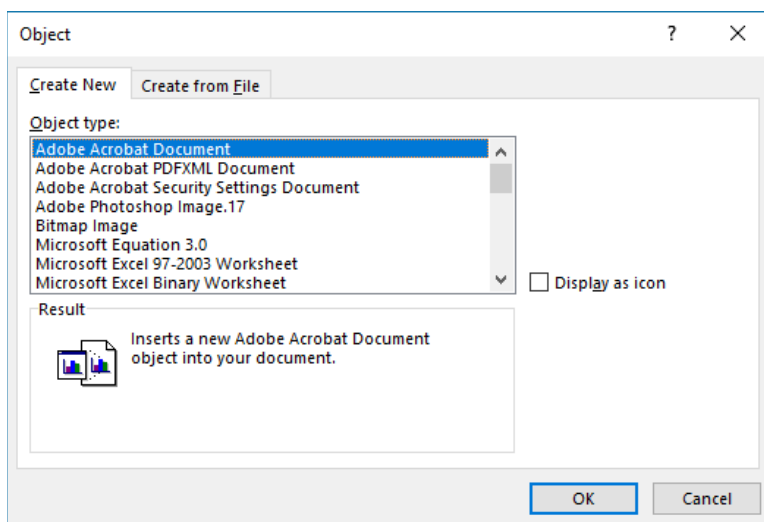 Object
?
Create New
Create from File
Object type:
Adobe Acrobat Document
Adobe Acrobat PDFXML Document
Adobe Acrobat Security Settings Document
Adobe Photoshop Image.17
Bitmap Image
Microsoft Equation 3.0
Microsoft Excel 97-2003 Worksheet
Microsoft Excel Binary Worksheet
Display as icon
Result
Inserts a new Adobe Acrobat Document
object into your document.
OK
Cancel